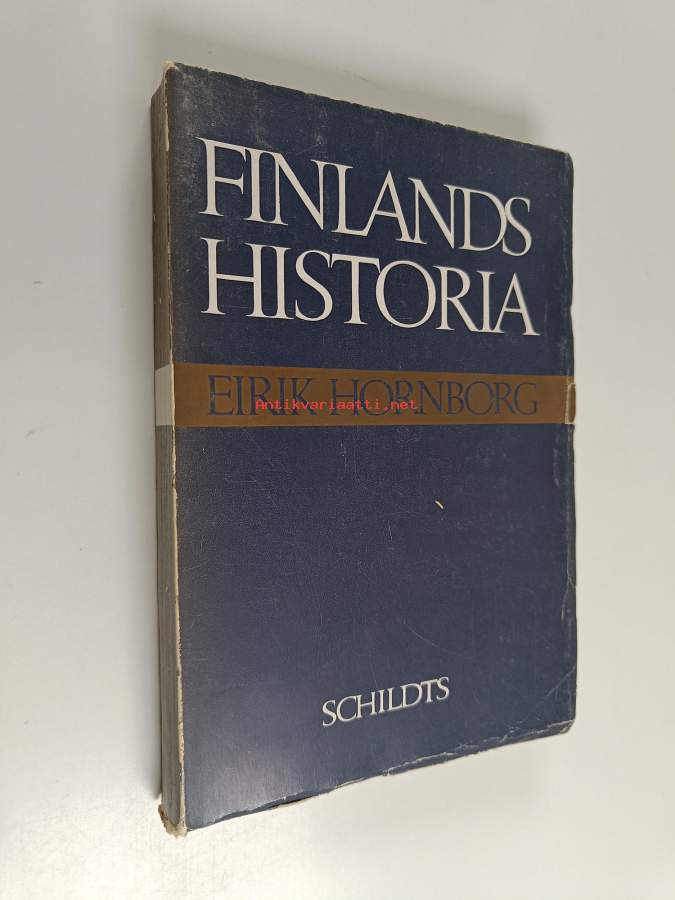 FINLANDS
HISTORIA
EIRIK HORNBORG
Antikvariaatti.net
SCHILDTS